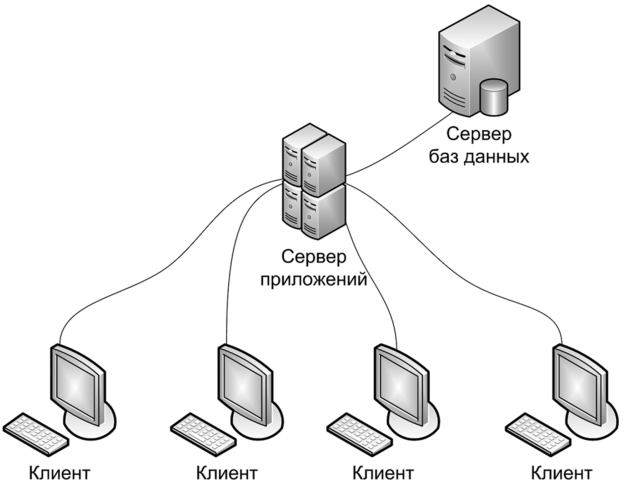 Сервер
баз данных
Сервер
приложений
Клиент
Клиент
Клиент
Клиент